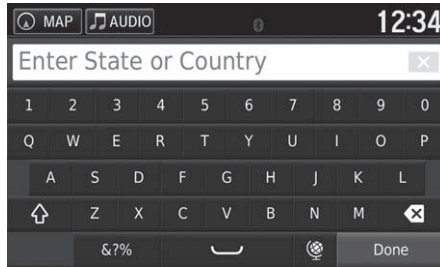 MAP AUDIO 12:34
Enter State or Country
1 2 3 4 5 6 7 8 9 0
Q W E R T Y U I O P
A S D F G H J K L
Z X C V B N M
&?% Done